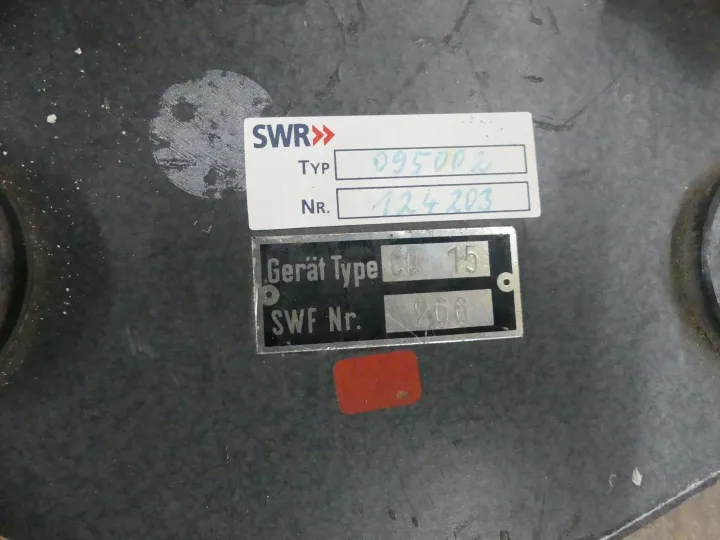 SWR
TYP 095002
NR. 124203
Gerät Type CO 15
SWF Nr. 266